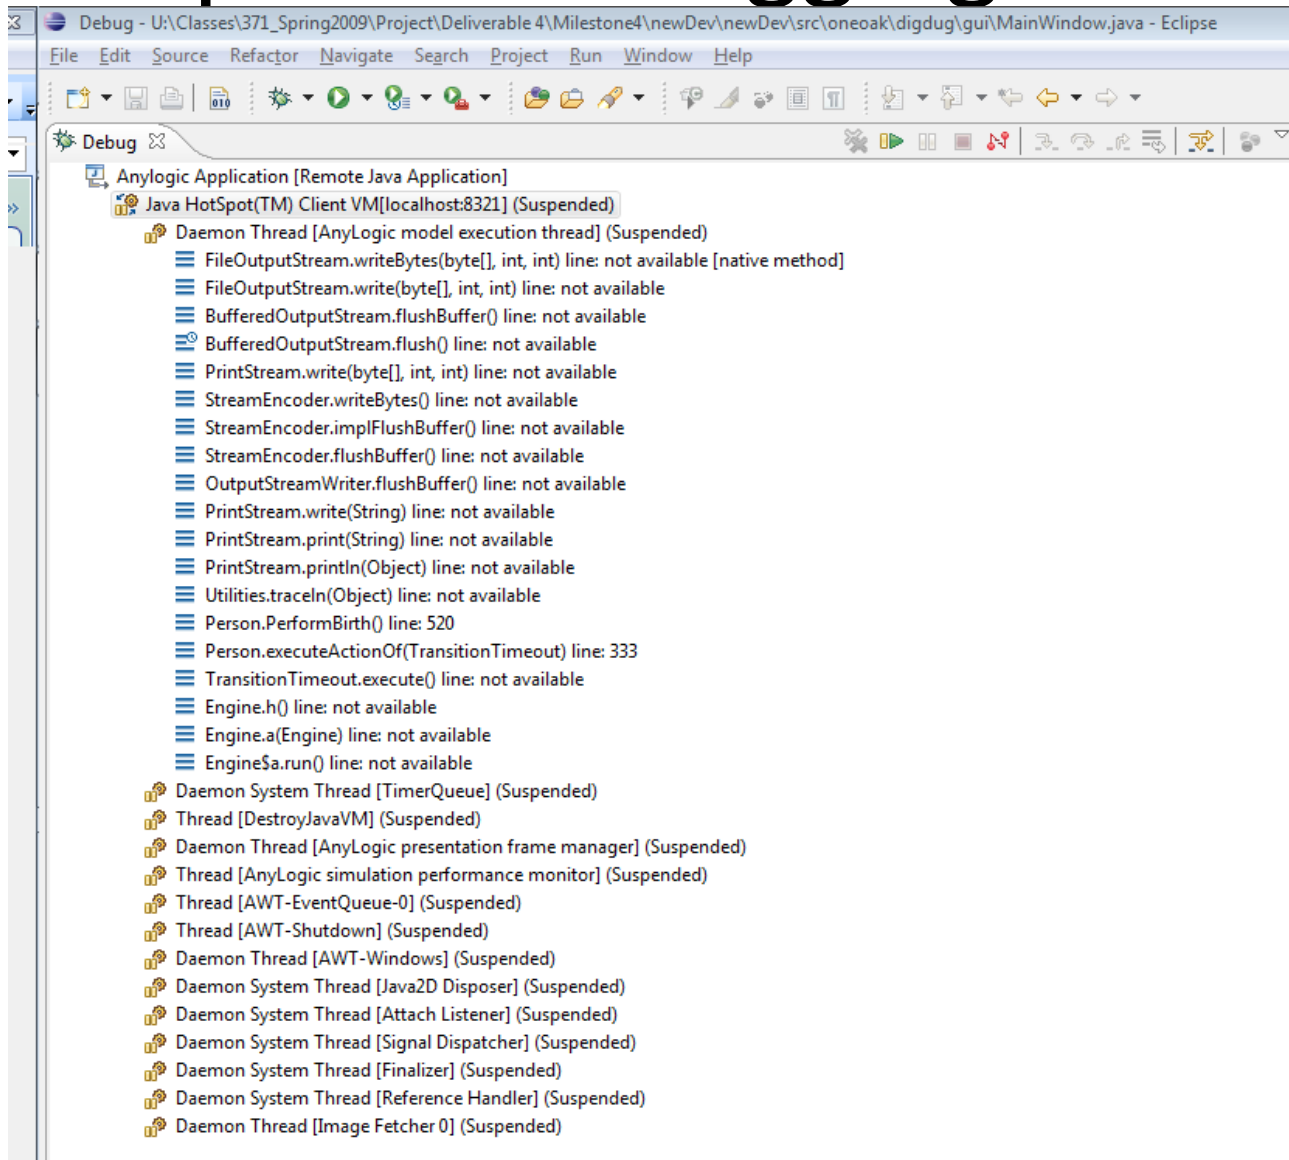 Debug - U:\Classes\371_Spring2009\Project\Deliverable 4\Milestone4\newDev\newDev\src\oneoak\digdug\gui\MainWindow.java - Eclipse
File Edit Source Refactor Navigate Search Project Run Window Help
Debug
Anylogic Application [Remote Java Application]
Java HotSpot(TM) Client VM[localhost:8321] (Suspended)
Daemon Thread [AnyLogic model execution thread] (Suspended)
FileOutputStream.writeBytes(byte[], int, int) line: not available [native method]
FileOutputStream.write(byte[], int, int) line: not available
BufferedOutputStream.flushBuffer() line: not available
BufferedOutputStream.flush() line: not available
PrintStream.write(byte[], int, int) line: not available
StreamEncoder.writeBytes() line: not available
StreamEncoder.implFlushBuffer() line: not available
StreamEncoder.flushBuffer() line: not available
OutputStreamWriter.flushBuffer() line: not available
PrintStream.write(String) line: not available
PrintStream.print(String) line: not available
PrintStream.println(Object) line: not available
Utilities.traceln(Object) line: not available
Person.PerformBirth() line: 520
Person.executeActionOf(TransitionTimeout) line: 333
TransitionTimeout.execute() line: not available
Engine.h() line: not available
Engine.a(Engine) line: not available
Engine$a.run() line: not available
Daemon System Thread [TimerQueue] (Suspended)
Thread [DestroyJavaVM] (Suspended)
Daemon Thread [AnyLogic presentation frame manager] (Suspended)
Thread [AnyLogic simulation performance monitor] (Suspended)
Thread [AWT-EventQueue-0] (Suspended)
Thread [AWT-Shutdown] (Suspended)
Daemon Thread [AWT-Windows] (Suspended)
Daemon System Thread [Java2D Disposer] (Suspended)
Daemon System Thread [Attach Listener] (Suspended)
Daemon System Thread [Signal Dispatcher] (Suspended)
Daemon System Thread [Finalizer] (Suspended)
Daemon System Thread [Reference Handler] (Suspended)
Daemon Thread [Image Fetcher 0] (Suspended)